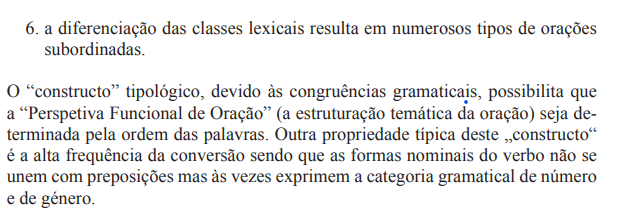 6. a diferenciação das classes lexicais resulta em numerosos tipos de orações
subordinadas.
O “constructo” tipológico, devido às congruências gramaticais, possibilita que
a “Perspetiva Funcional de Oração” (a estruturação temática da oração) seja de-
terminada pela ordem das palavras. Outra propriedade típica deste „constructo“
é a alta frequência da conversão sendo que as formas nominais do verbo não se
unem com preposições mas às vezes exprimem a categoria gramatical de número
e de género.